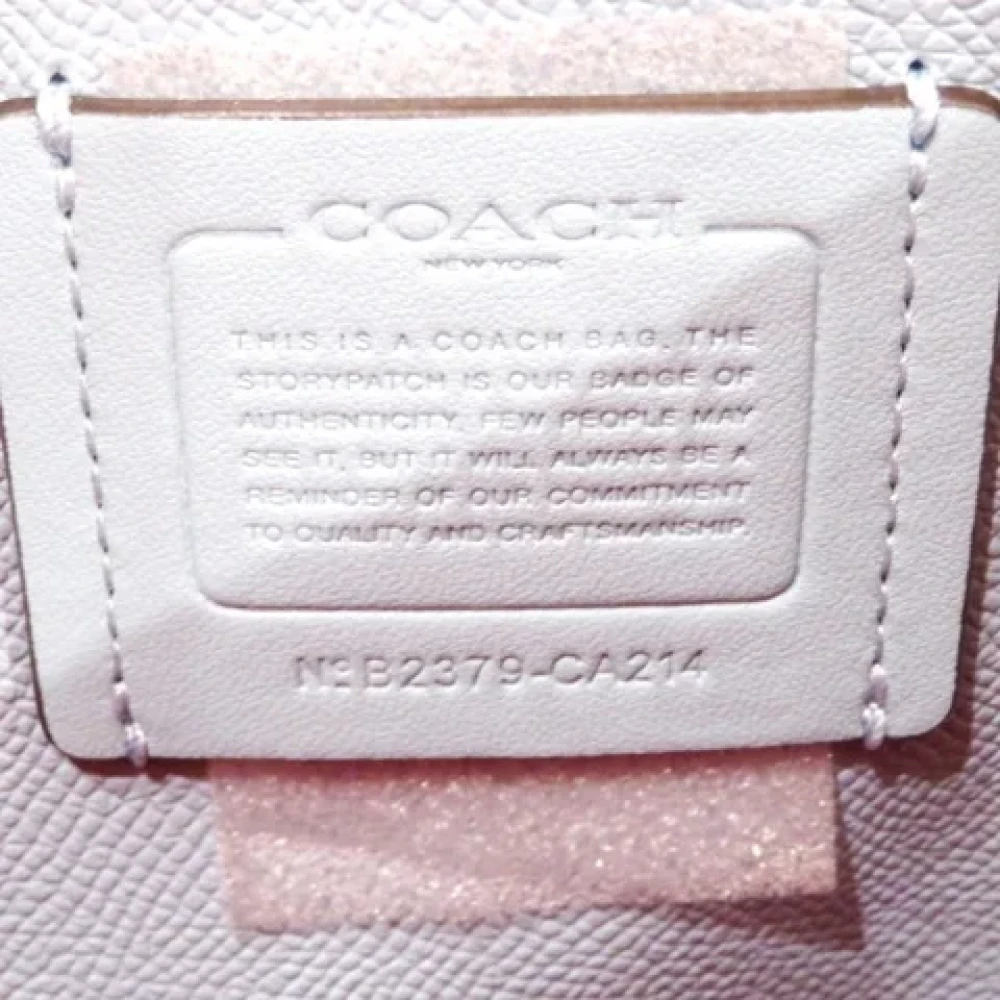 COACH
NEW YORK
THIS IS A COACH BAG. THE
STORYPATCH IS OUR BADGE OF
AUTHENTICITY. FEW PEOPLE MAY
SEE IT, BUT IT WILL ALWAYS BE A
REMINDER OF OUR COMMITMENT
TO QUALITY AND CRAFTSMANSHIP.
Nº B2379-CA214